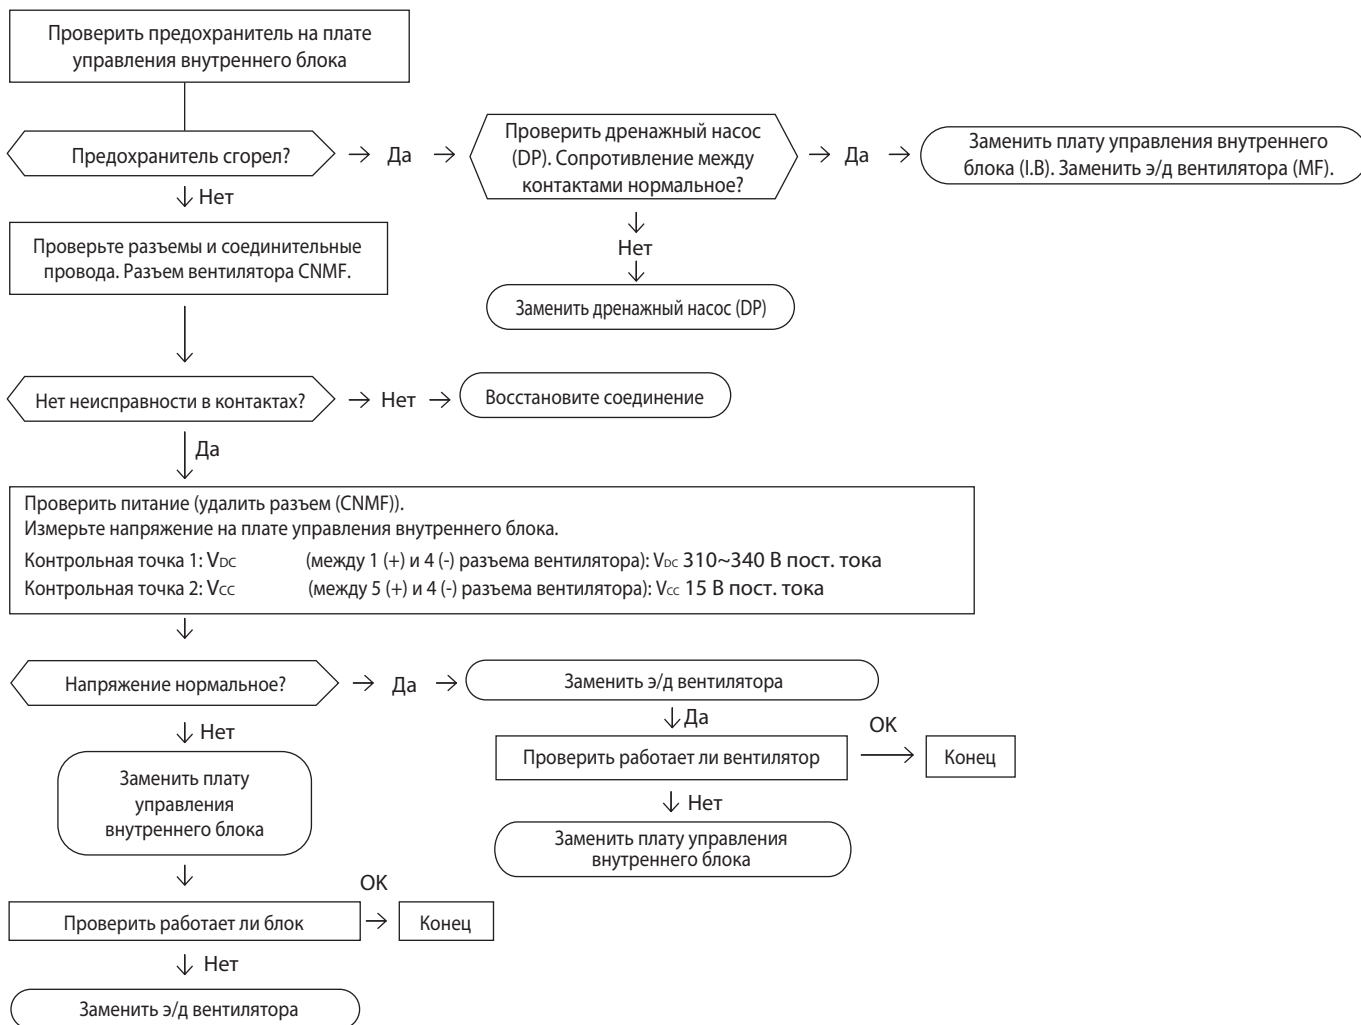 Проверить предохранитель на плате
управления внутреннего блока
Предохранитель сгорел?
Да
Проверить дренажный насос
(DP). Сопротивление между
контактами нормальное?
Да
Заменить плату управления внутреннего
блока (I.B). Заменить э/д вентилятора (MF).
Нет
Нет
Проверьте разъемы и соединительные
провода. Разъем вентилятора CNMF.
Заменить дренажный насос (DP)
Нет неисправности в контактах?
Нет
Восстановите соединение
Да
Проверить питание (удалить разъем (CNMF)).
Измерьте напряжение на плате управления внутреннего блока.
Контрольная точка 1: VDC (между 1 (+) и 4 (-) разъема вентилятора): VDC 310~340 В пост. тока
Контрольная точка 2: VCC (между 5 (+) и 4 (-) разъема вентилятора): VCC 15 В пост. тока
Напряжение нормальное?
Да
Заменить э/д вентилятора
Да
Проверить работает ли вентилятор
OK
Конец
Нет
Заменить плату управления
внутреннего блока
Нет
Заменить плату
управления
внутреннего блока
Проверить работает ли блок
OK
Конец
Нет
Заменить э/д вентилятора